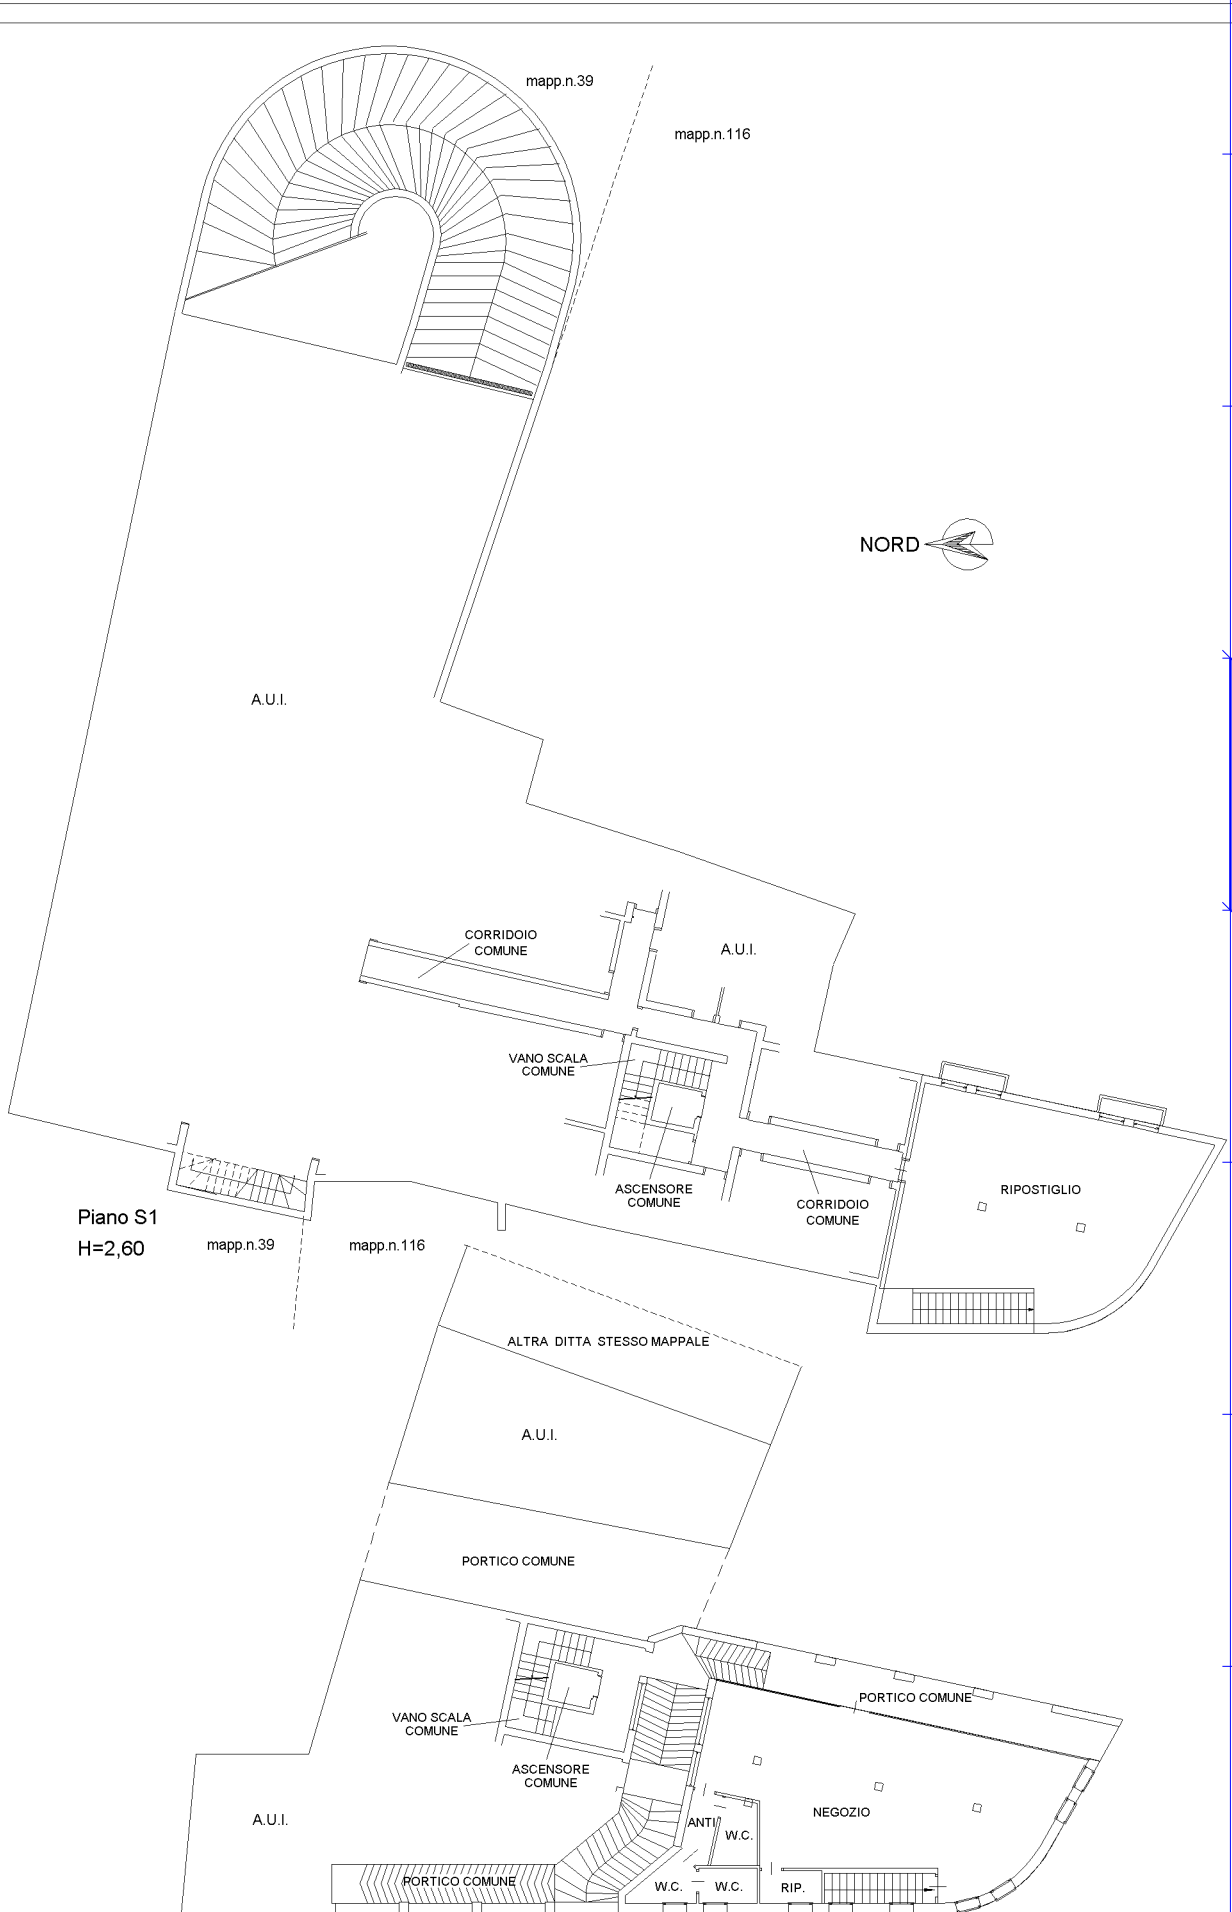 mapp.n.39
mapp.n.116
NORD
A.U.I.
CORRIDOIO
COMUNE
A.U.I.
VANO SCALA
COMUNE
ASCENSORE
COMUNE
CORRIDOIO
COMUNE
RIPOSTIGLIO
Piano S1
H=2,60
mapp.n.39
mapp.n.116
ALTRA DITTA STESSO MAPPALE
A.U.I.
PORTICO COMUNE
PORTICO COMUNE
VANO SCALA
COMUNE
ASCENSORE
COMUNE
NEGOZIO
A.U.I.
ANTI
W.C.
PORTICO COMUNE
W.C.
W.C.
RIP.